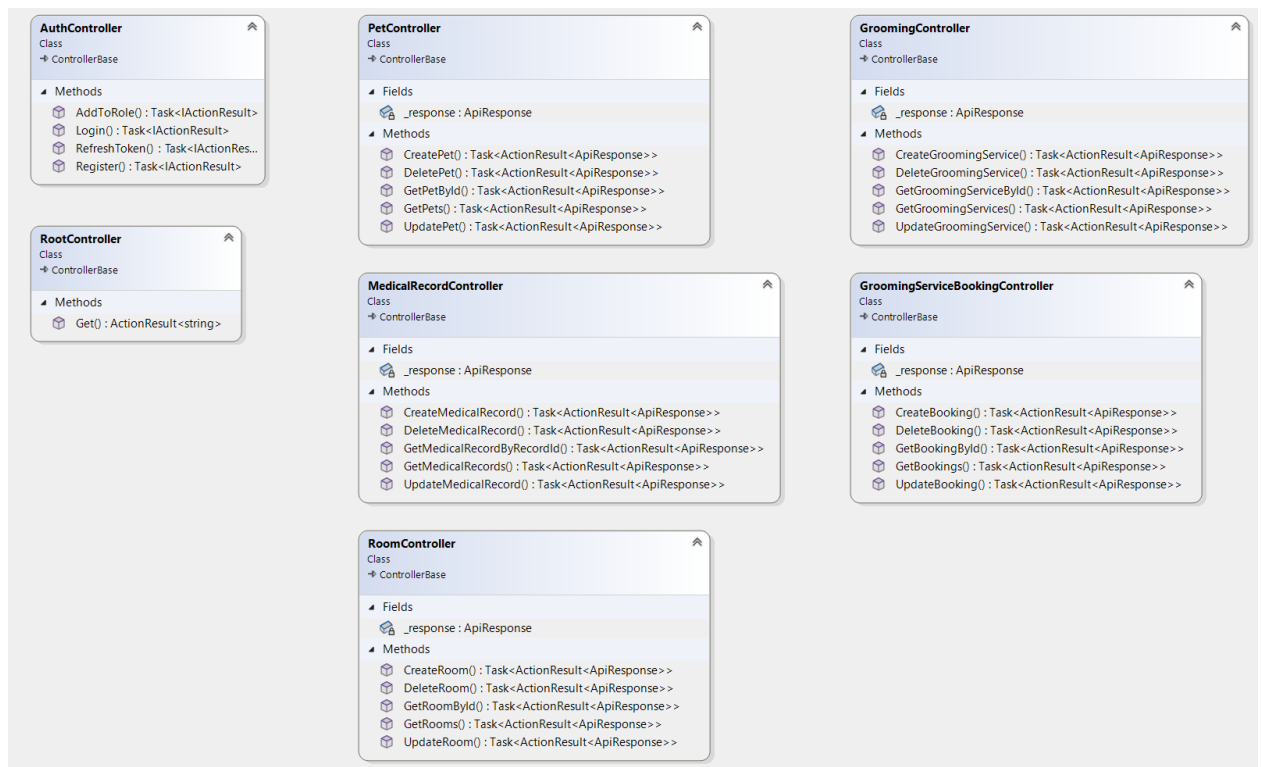 AuthController
Class
ControllerBase
Methods
AddToRole() : Task<IActionResult>
Login() : Task<IActionResult>
RefreshToken() : Task<IActionRes...
Register() : Task<IActionResult>
RootController
Class
ControllerBase
Methods
Get() : ActionResult<string>
PetController
Class
ControllerBase
Fields
_response : ApiResponse
Methods
CreatePet() : Task<ActionResult<ApiResponse>>
DeletePet() : Task<ActionResult<ApiResponse>>
GetPetById() : Task<ActionResult<ApiResponse>>
GetPets() : Task<ActionResult<ApiResponse>>
UpdatePet() : Task<ActionResult<ApiResponse>>
MedicalRecordController
Class
ControllerBase
Fields
_response : ApiResponse
Methods
CreateMedicalRecord() : Task<ActionResult<ApiResponse>>
DeleteMedicalRecord() : Task<ActionResult<ApiResponse>>
GetMedicalRecordByRecordId() : Task<ActionResult<ApiResponse>>
GetMedicalRecords() : Task<ActionResult<ApiResponse>>
UpdateMedicalRecord() : Task<ActionResult<ApiResponse>>
RoomController
Class
ControllerBase
Fields
_response : ApiResponse
Methods
CreateRoom() : Task<ActionResult<ApiResponse>>
DeleteRoom() : Task<ActionResult<ApiResponse>>
GetRoomById() : Task<ActionResult<ApiResponse>>
GetRooms() : Task<ActionResult<ApiResponse>>
UpdateRoom() : Task<ActionResult<ApiResponse>>
GroomingController
Class
ControllerBase
Fields
_response : ApiResponse
Methods
CreateGroomingService() : Task<ActionResult<ApiResponse>>
DeleteGroomingService() : Task<ActionResult<ApiResponse>>
GetGroomingServiceById() : Task<ActionResult<ApiResponse>>
GetGroomingServices() : Task<ActionResult<ApiResponse>>
UpdateGroomingService() : Task<ActionResult<ApiResponse>>
GroomingServiceBookingController
Class
ControllerBase
Fields
_response : ApiResponse
Methods
CreateBooking() : Task<ActionResult<ApiResponse>>
DeleteBooking() : Task<ActionResult<ApiResponse>>
GetBookingById() : Task<ActionResult<ApiResponse>>
GetBookings() : Task<ActionResult<ApiResponse>>
UpdateBooking() : Task<ActionResult<ApiResponse>>